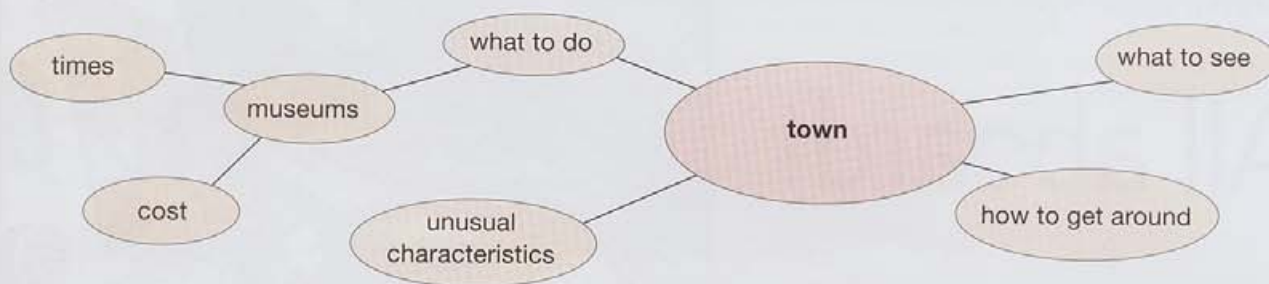 what to do
what to see
times
museums
town
cost
unusual
characteristics
how to get around